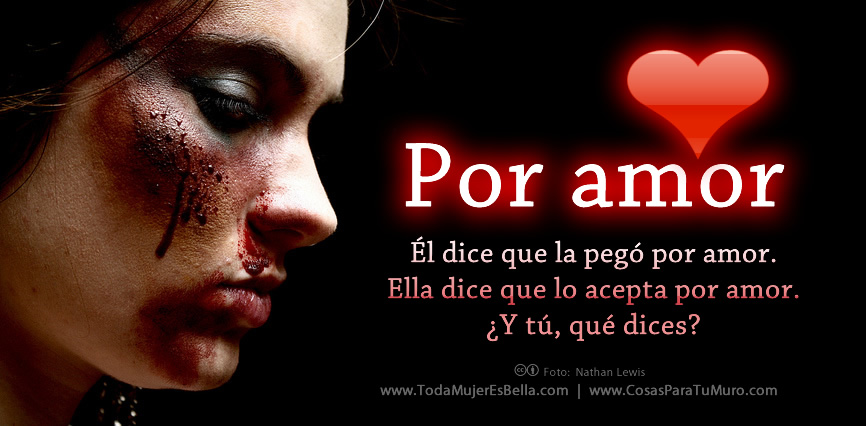 Por amor
Él dice que la pegó por amor.
Ella dice que lo acepta por amor.
¿Y tú, qué dices?
cc Foto: Nathan Lewis
www.TodaMujerEsBella.com | www.CosasParaTuMuro.com